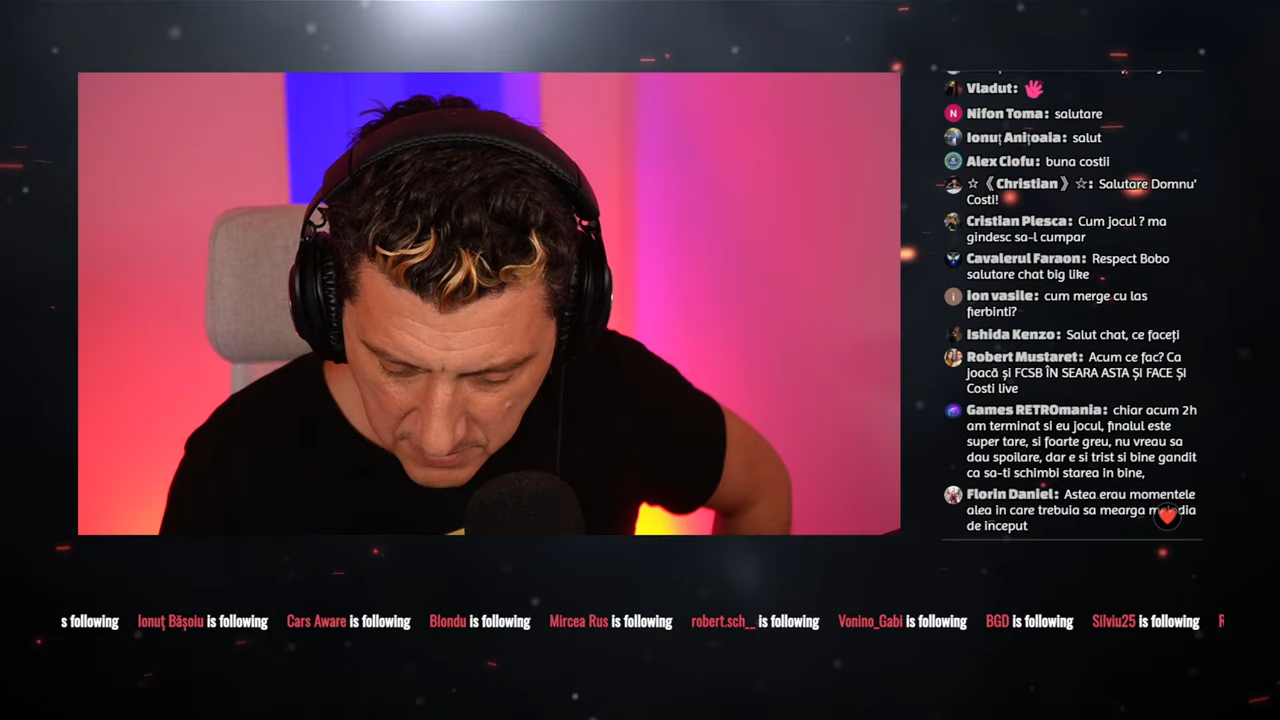 Vladut:
N Nifon Toma: salutare
Ionuț Anițoaia: salut
Alex Ciofu: buna costii
☆《 Christian 》☆: Salutare Domnu'
Costi!
Cristian Plesca: Cum jocul ? ma
gindesc sa-l cumpar
Cavalerul Faraon: Respect Bobo
salutare chat big like
i ion vasile: cum merge cu las
fierbinti?
Ishida Kenzo: Salut chat, ce faceți
Robert Mustaret: Acum ce fac? Ca
joacă și FCSB ÎN SEARA ASTA ȘI FACE ȘI
Costi live
Games RETROmania: chiar acum 2h
am terminat si eu jocul, finalul este
super tare, si foarte greu, nu vreau sa
dau spoilare, dar e si trist si bine gandit
ca sa-ti schimbi starea in bine,
Florin Daniel: Astea erau momentele
alea in care trebuia sa mearga melodia
de inceput
s following Ionuț Bășoiu is following Cars Aware is following Blondu is following Mircea Rus is following robert.sch__ is following Vonino_Gabi is following BGD is following Silviu25 is following